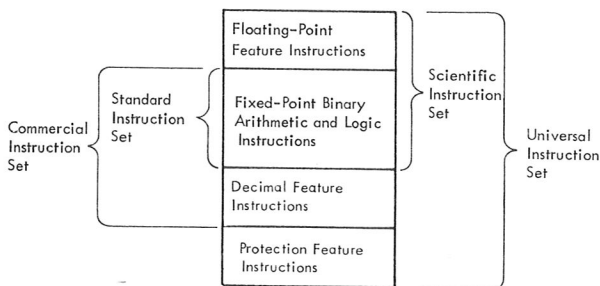 Floating-Point
Feature Instructions
Standard
Instruction
Set
Fixed-Point Binary
Arithmetic and Logic
Instructions
Scientific
Instruction
Set
Commercial
Instruction
Set
Universal
Instruction
Set
Decimal Feature
Instructions
Protection Feature
Instructions